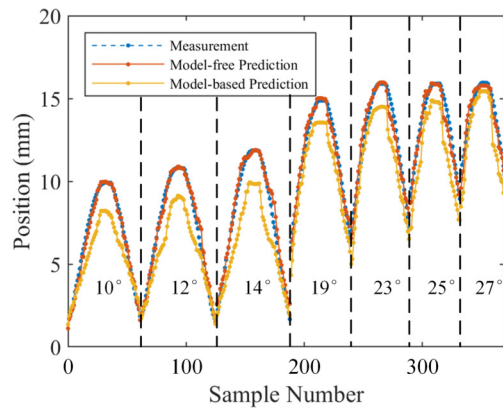 20
15
10
5
0
Position (mm)
Measurement
Model-free Prediction
Model-based Prediction
10° 12° 14° 19° 23° 25° 27°
0 100 200 300
Sample Number